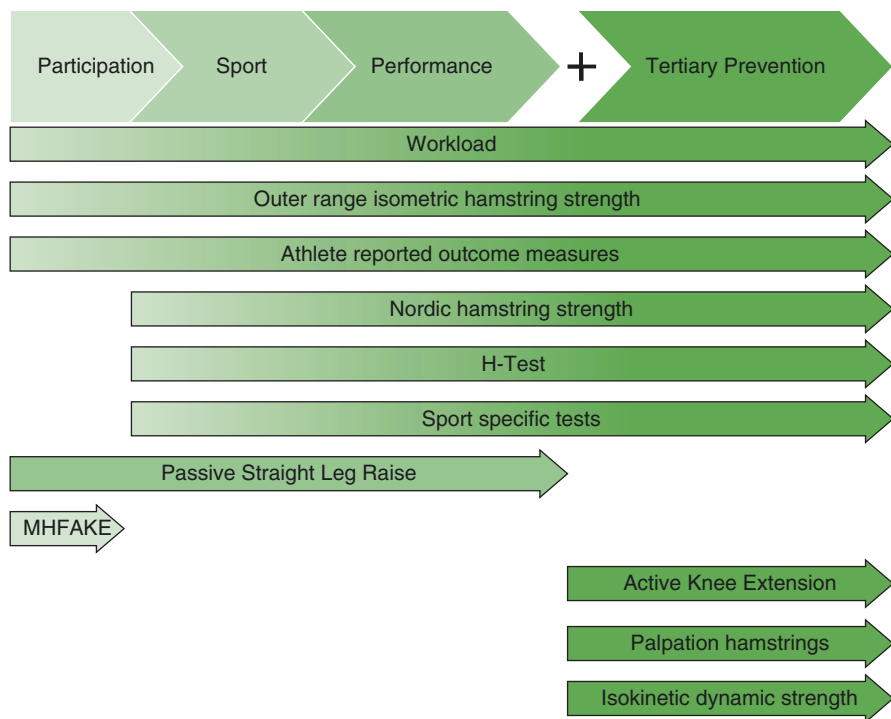 Participation
Sport
Performance
+
Tertiary Prevention
Workload
Outer range isometric hamstring strength
Athlete reported outcome measures
Nordic hamstring strength
H-Test
Sport specific tests
Passive Straight Leg Raise
MHFAKE
Active Knee Extension
Palpation hamstrings
Isokinetic dynamic strength